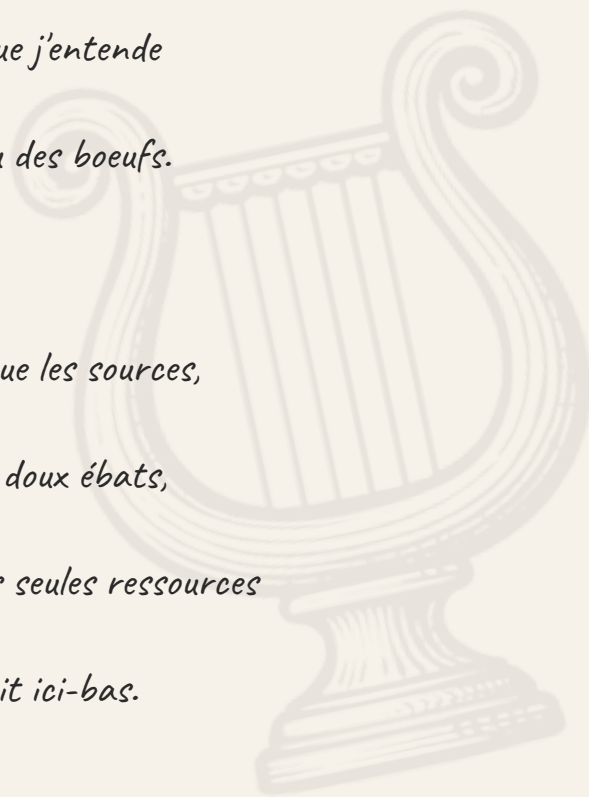 ue j'entende
des boeufs.
ue les sources,
doux ébats,
seules ressources
it ici-bas.